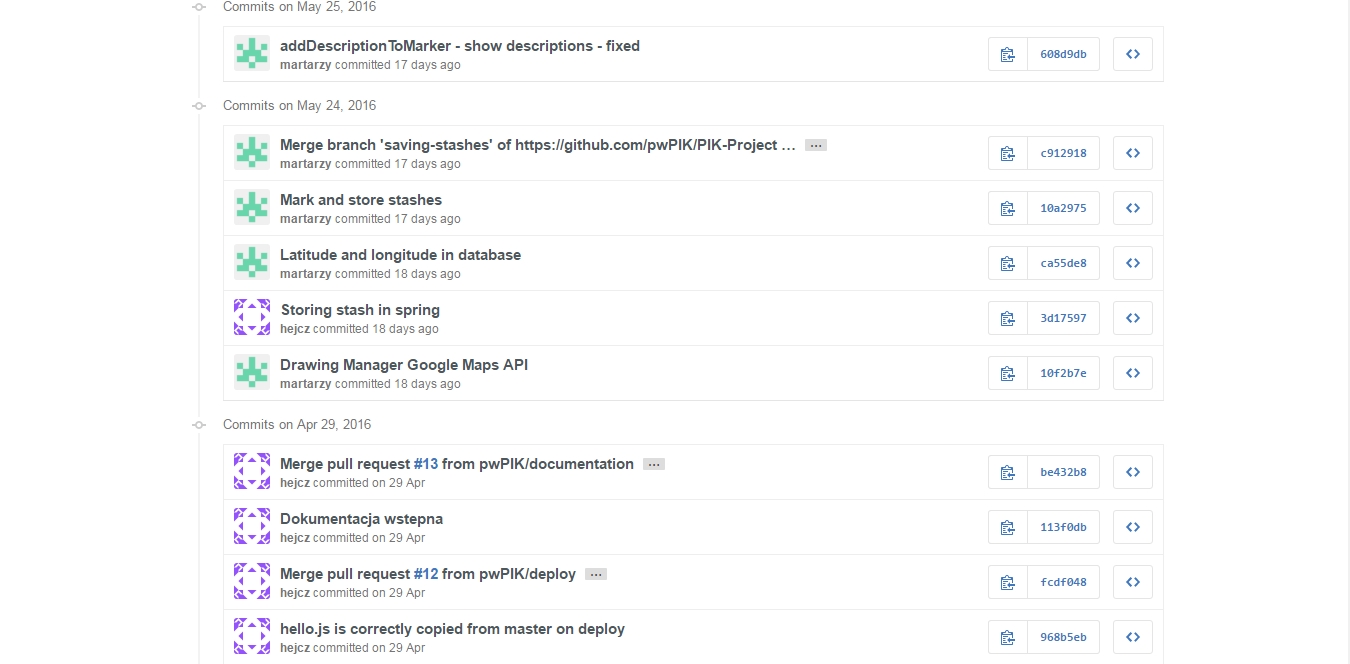 Commits on May 25, 2016
addDescriptionToMarker - show descriptions - fixed
martarzy committed 17 days ago
608d9db
Commits on May 24, 2016
Merge branch 'saving-stashes' of https://github.com/pwPIK/PIK-Project … …
martarzy committed 17 days ago
c912918
Mark and store stashes
martarzy committed 17 days ago
10a2975
Latitude and longitude in database
martarzy committed 18 days ago
ca55de8
Storing stash in spring
hejcz committed 18 days ago
3d17597
Drawing Manager Google Maps API
martarzy committed 18 days ago
10f2b7e
Commits on Apr 29, 2016
Merge pull request #13 from pwPIK/documentation …
hejcz committed on 29 Apr
be432b8
Dokumentacja wstepna
hejcz committed on 29 Apr
113f0db
Merge pull request #12 from pwPIK/deploy …
hejcz committed on 29 Apr
fcdf048
hello.js is correctly copied from master on deploy
hejcz committed on 29 Apr
968b5eb